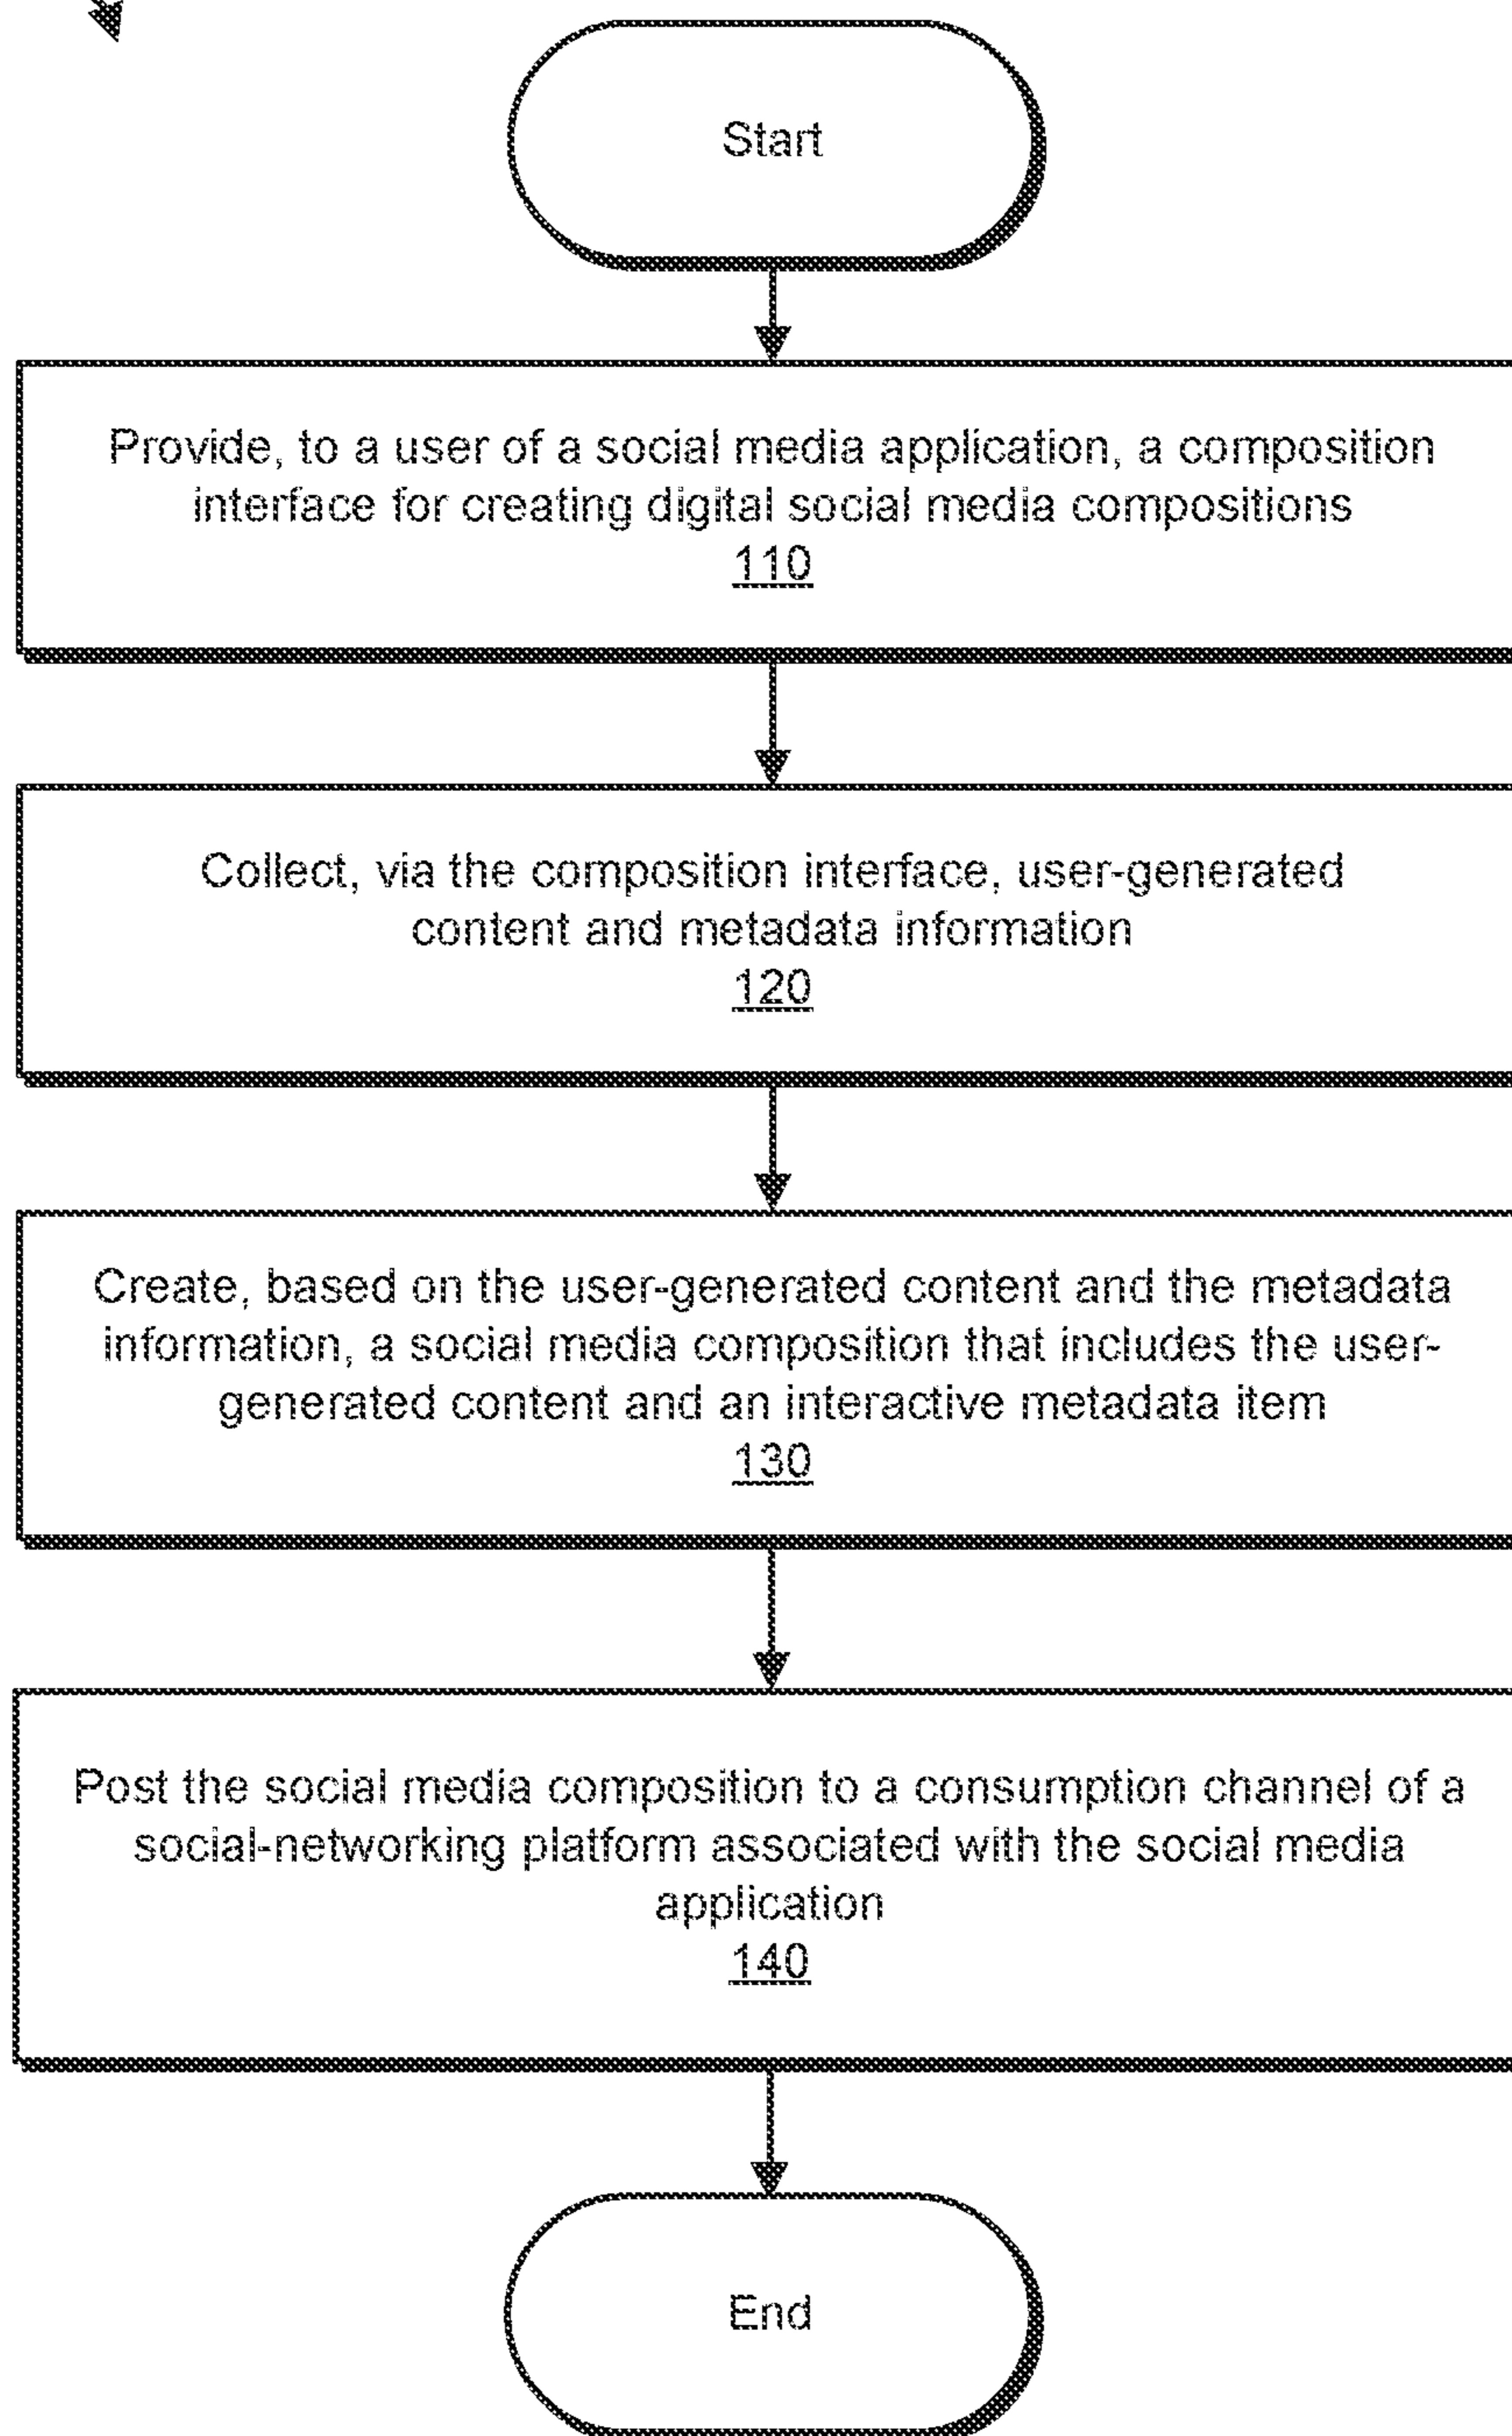 Start
Provide, to a user of a social media application, a composition
interface for creating digital social media compositions
110
Collect, via the composition interface, user-generated
content and metadata information
120
Create, based on the user-generated content and the metadata
information, a social media composition that includes the user-
generated content and an interactive metadata item
130
Post the social media composition to a consumption channel of a
social-networking platform associated with the social media
application
140
End